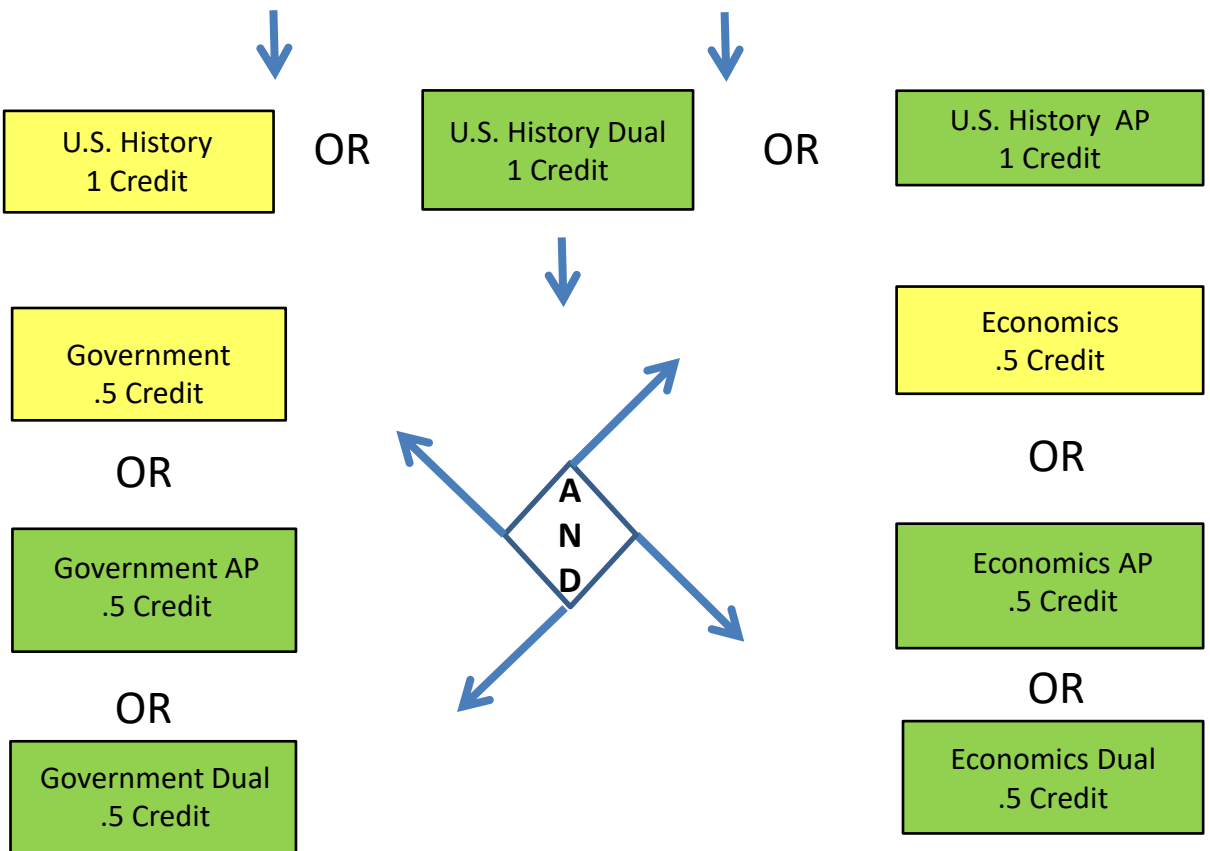 U.S. History
1 Credit
OR
U.S. History Dual
1 Credit
OR
U.S. History AP
1 Credit
Government
.5 Credit
OR
Government AP
.5 Credit
OR
Government Dual
.5 Credit
A
N
D
Economics
.5 Credit
OR
Economics AP
.5 Credit
OR
Economics Dual
.5 Credit